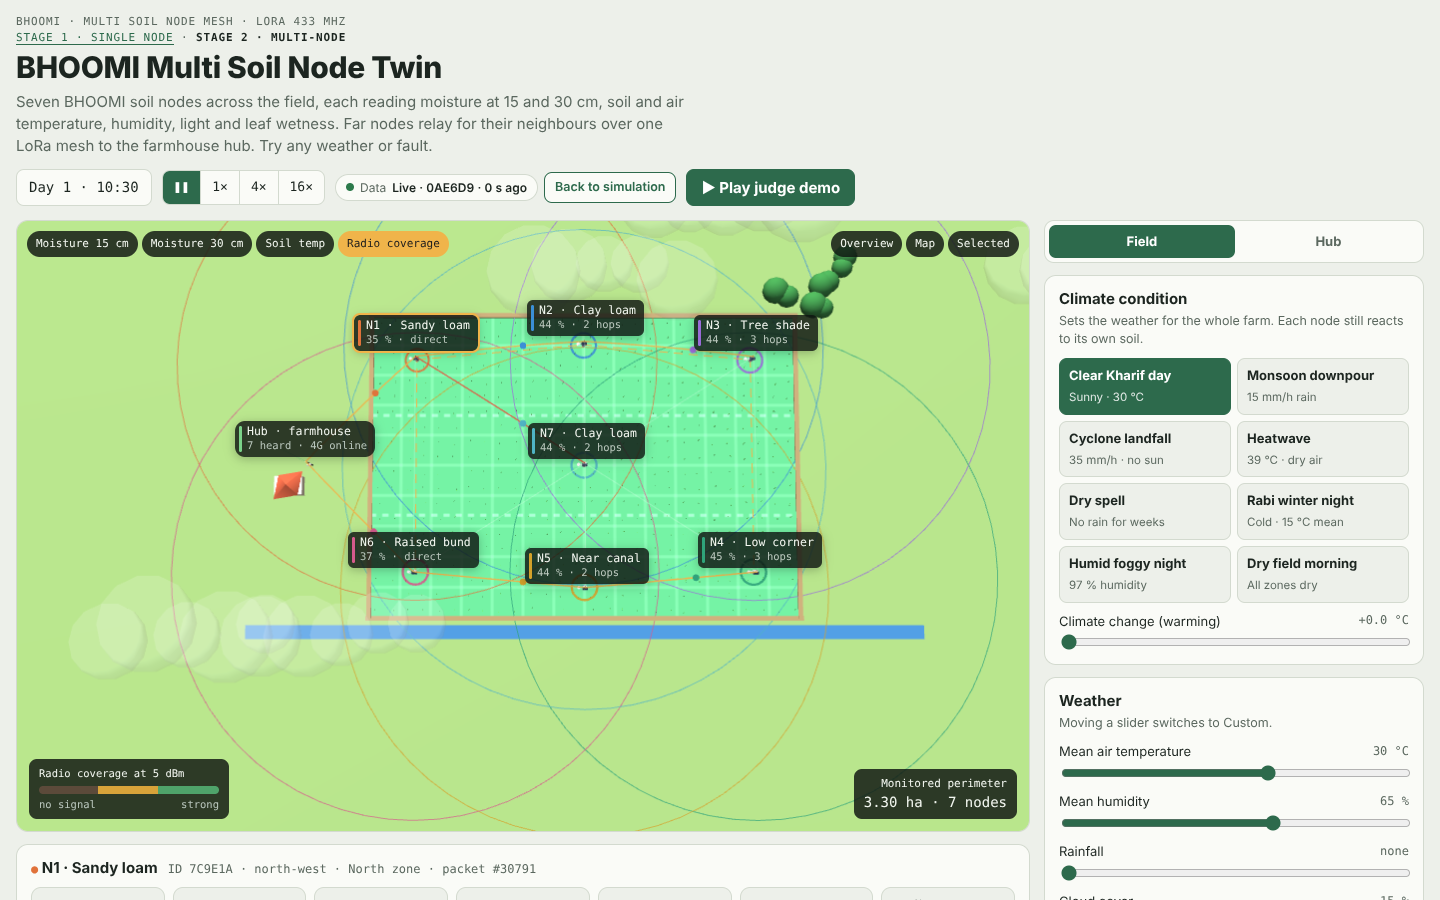 BHOOMI · MULTI SOIL NODE MESH · LORA 433 MHZ
STAGE 1 · SINGLE NODE · STAGE 2 · MULTI-NODE
BHOOMI Multi Soil Node Twin
Seven BHOOMI soil nodes across the field, each reading moisture at 15 and 30 cm, soil and air
temperature, humidity, light and leaf wetness. Far nodes relay for their neighbours over one
LoRa mesh to the farmhouse hub. Try any weather or fault.
Day 1 · 10:30
1×
4×
16×
Data Live · 0AE6D9 · 0 s ago
Back to simulation
▶ Play judge demo
Moisture 15 cm
Moisture 30 cm
Soil temp
Radio coverage
Overview
Map
Selected
N1 · Sandy loam
35 % · direct
N2 · Clay loam
44 % · 2 hops
N3 · Tree shade
44 % · 3 hops
Hub · farmhouse
7 heard · 4G online
N7 · Clay loam
44 % · 2 hops
N6 · Raised bund
37 % · direct
N5 · Near canal
44 % · 2 hops
N4 · Low corner
45 % · 3 hops
Radio coverage at 5 dBm
no signal
strong
Monitored perimeter
3.30 ha · 7 nodes
N1 · Sandy loam ID 7C9E1A · north-west · North zone · packet #30791
Field
Hub
Climate condition
Sets the weather for the whole farm. Each node still reacts
to its own soil.
Clear Kharif day
Sunny · 30 °C
Monsoon downpour
15 mm/h rain
Cyclone landfall
35 mm/h · no sun
Heatwave
39 °C · dry air
Dry spell
No rain for weeks
Rabi winter night
Cold · 15 °C mean
Humid foggy night
97 % humidity
Dry field morning
All zones dry
Climate change (warming) +0.0 °C
Weather
Moving a slider switches to Custom.
Mean air temperature 30 °C
Mean humidity 65 %
Rainfall none
Cloud cover 15 %